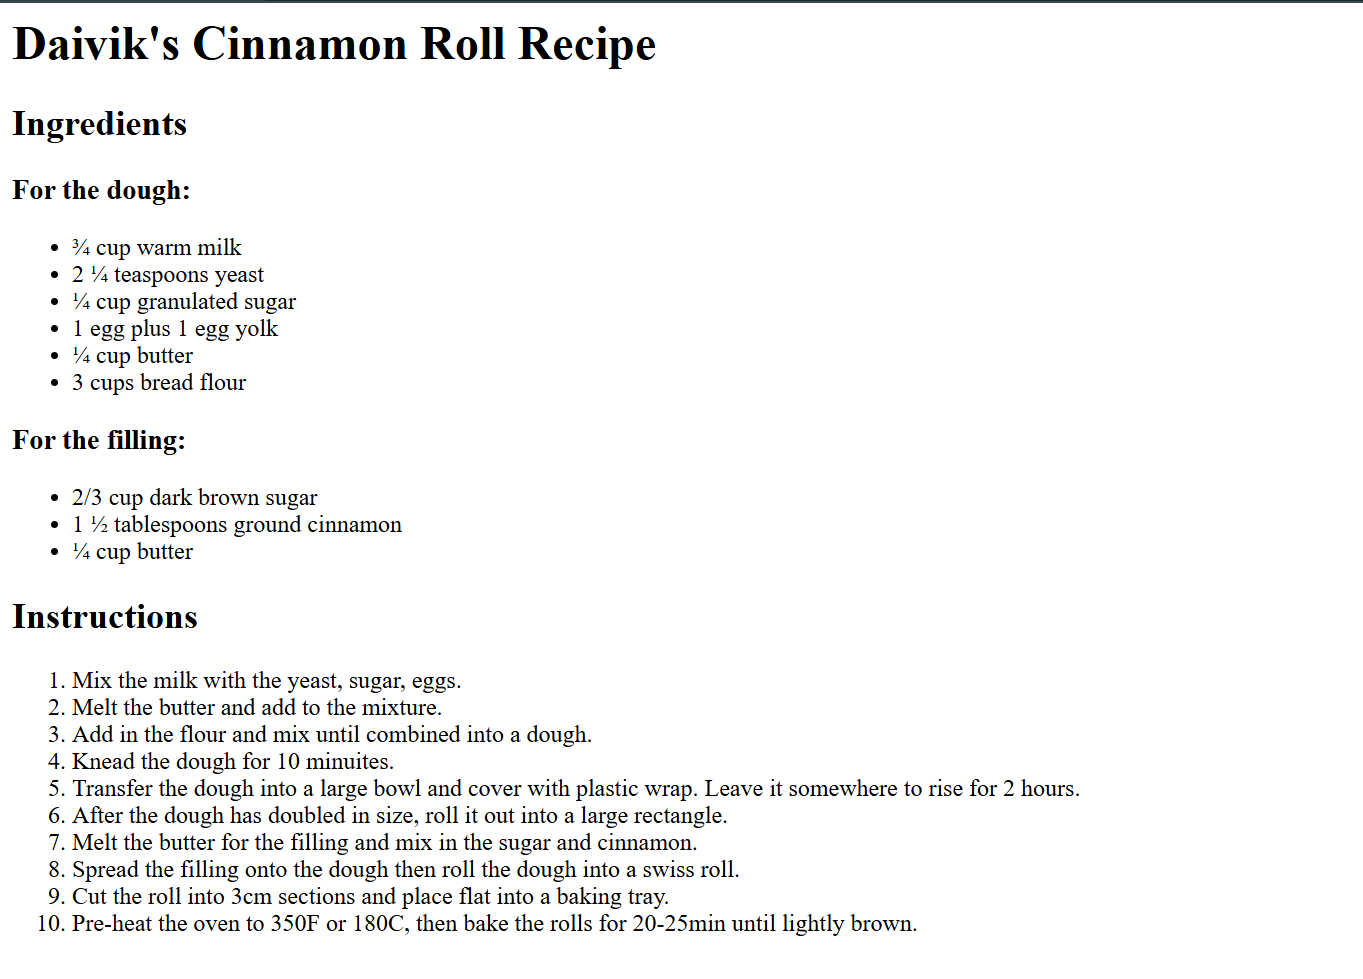 Daivik's Cinnamon Roll Recipe
Ingredients
For the dough:
• ¾ cup warm milk
• 2 ¼ teaspoons yeast
• ¼ cup granulated sugar
• 1 egg plus 1 egg yolk
• ¼ cup butter
• 3 cups bread flour
For the filling:
• 2/3 cup dark brown sugar
• 1 ½ tablespoons ground cinnamon
• ¼ cup butter
Instructions
1. Mix the milk with the yeast, sugar, eggs.
2. Melt the butter and add to the mixture.
3. Add in the flour and mix until combined into a dough.
4. Knead the dough for 10 minuites.
5. Transfer the dough into a large bowl and cover with plastic wrap. Leave it somewhere to rise for 2 hours.
6. After the dough has doubled in size, roll it out into a large rectangle.
7. Melt the butter for the filling and mix in the sugar and cinnamon.
8. Spread the filling onto the dough then roll the dough into a swiss roll.
9. Cut the roll into 3cm sections and place flat into a baking tray.
10. Pre-heat the oven to 350F or 180C, then bake the rolls for 20-25min until lightly brown.